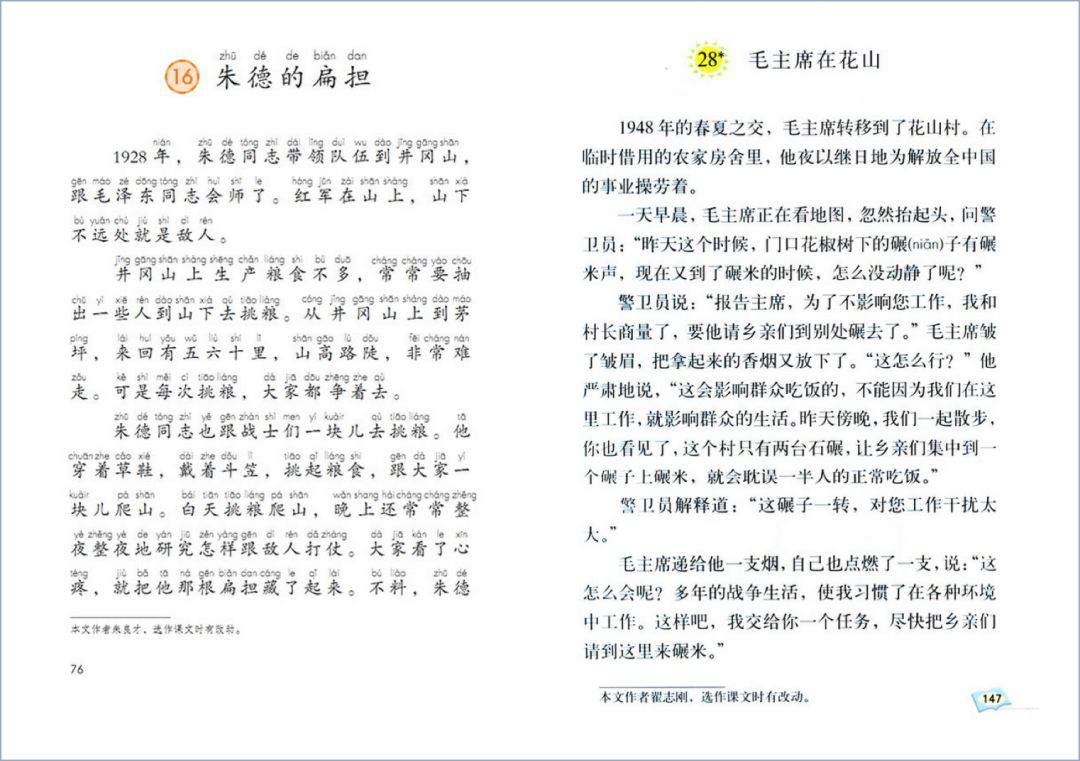 zhū dé de biǎn dan
16 朱德的扁担
nián zhū dé tóng zhì dài lǐng duì wu dào jǐng gāng shān
1928 年，朱德同志带领队伍到井冈山，
gēn máo zé dōng tóng zhì huì shī le hóng jūn zài shān shàng shān xià
跟毛泽东同志会师了。红军在山上，山下
bù yuǎn chù jiù shì dí rén
不远处就是敌人。
jǐng gāng shān shàng shēng chǎn liáng shi bù duō cháng cháng yào chōu
井冈山上生产粮食不多，常常要抽
chū yì xiē rén dào shān xià qù tiāo liáng cóng jǐng gāng shān shàng dào máo
出一些人到山下去挑粮。从井冈山上到茅
píng lái huí yǒu wǔ liù shí lǐ shān gāo lù dǒu fēi cháng nán
坪，来回有五六十里，山高路陡，非常难
zǒu kě shì měi cì tiāo liáng dà jiā dōu zhēng zhe qù
走。可是每次挑粮，大家都争着去。
zhū dé tóng zhì yě gēn zhàn shì men yí kuàir qù tiāo liáng tā
朱德同志也跟战士们一块儿去挑粮。他
chuān zhe cǎo xié dài zhe dǒu lì tiāo qǐ liáng shi gēn dà jiā yí
穿着草鞋，戴着斗笠，挑起粮食，跟大家一
kuàir pá shān bái tiān tiāo liáng pá shān wǎn shang hái cháng cháng zhěng
块儿爬山。白天挑粮爬山，晚上还常常整
yè zhěng yè de yán jiū zěn yàng gēn dí rén dǎ zhàng dà jiā kàn le xīn
夜整夜地研究怎样跟敌人打仗。大家看了心
téng jiù bǎ tā nà gēn biǎn dan cáng le qǐ lái bú liào zhū dé
疼，就把他那根扁担藏了起来。不料，朱德
本文作者朱良才，选作课文时有改动。
76
28* 毛主席在花山
1948 年的春夏之交，毛主席转移到了花山村。在
临时借用的农家房舍里，他夜以继日地为解放全中国
的事业操劳着。
一天早晨，毛主席正在看地图，忽然抬起头，问警
卫员：“昨天这个时候，门口花椒树下的碾(niǎn)子有碾
米声，现在又到了碾米的时候，怎么没动静了呢？”
警卫员说：“报告主席，为了不影响您工作，我和
村长商量了，要他请乡亲们到别处碾去了。”毛主席皱
了皱眉，把拿起来的香烟又放下了。“这怎么行？”他
严肃地说，“这会影响群众吃饭的，不能因为我们在这
里工作，就影响群众的生活。昨天傍晚，我们一起散步，
你也看见了，这个村只有两台石碾，让乡亲们集中到一
个碾子上碾米，就会耽误一半人的正常吃饭。”
警卫员解释道：“这碾子一转，对您工作干扰太
大。”
毛主席递给他一支烟，自己也点燃了一支，说：“这
怎么会呢？多年的战争生活，使我习惯了在各种环境
中工作。这样吧，我交给你一个任务，尽快把乡亲们
请到这里来碾米。”
本文作者翟志刚，选作课文时有改动。
147